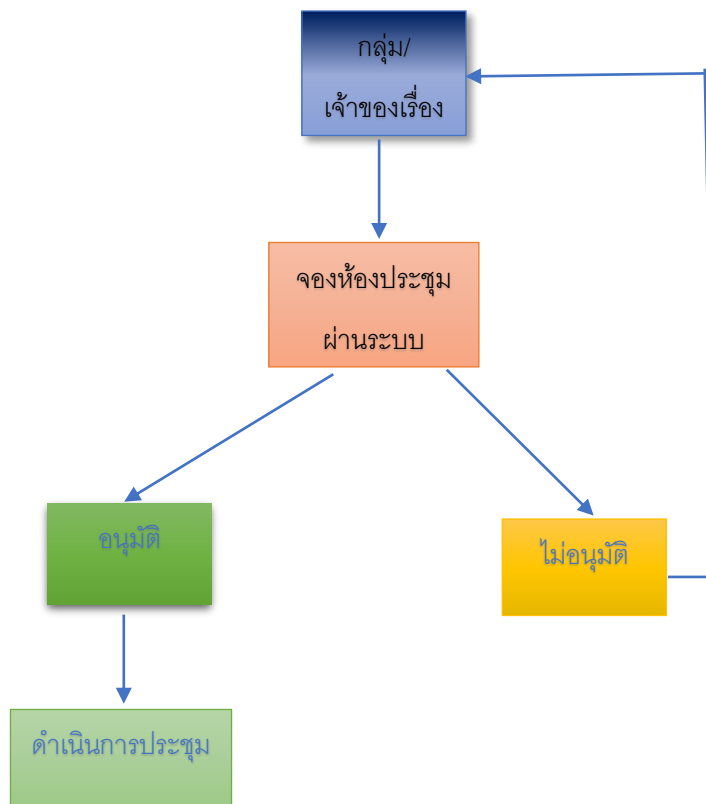 กลุ่ม/
เจ้าของเรื่อง
จองห้องประชุม
ผ่านระบบ
อนุมัติ
ไม่อนุมัติ
ดำเนินการประชุม